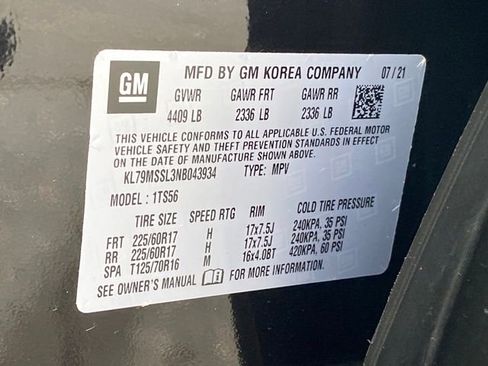 GM MFD BY GM KOREA COMPANY 07/21
GVWR GAWR FRT GAWR RR
4409 LB 2336 LB 2336 LB
THIS VEHICLE CONFORMS TO ALL APPLICABLE U.S. FEDERAL MOTOR
VEHICLE SAFETY AND THEFT PREVENTION STANDARDS IN EFFECT ON
THE DATE OF MANUFACTURE SHOWN ABOVE.
KL79MSSL3NB043934 TYPE: MPV
MODEL: 1TS56
TIRE SIZE SPEED RTG RIM COLD TIRE PRESSURE
FRT 225/60R17 H 17x7.5J 240KPA, 35 PSI
RR 225/60R17 H 17x7.5J 240KPA, 35 PSI
SPA T125/70R16 M 16x4.0BT 420KPA, 60 PSI
SEE OWNER'S MANUAL FOR MORE INFORMATION.